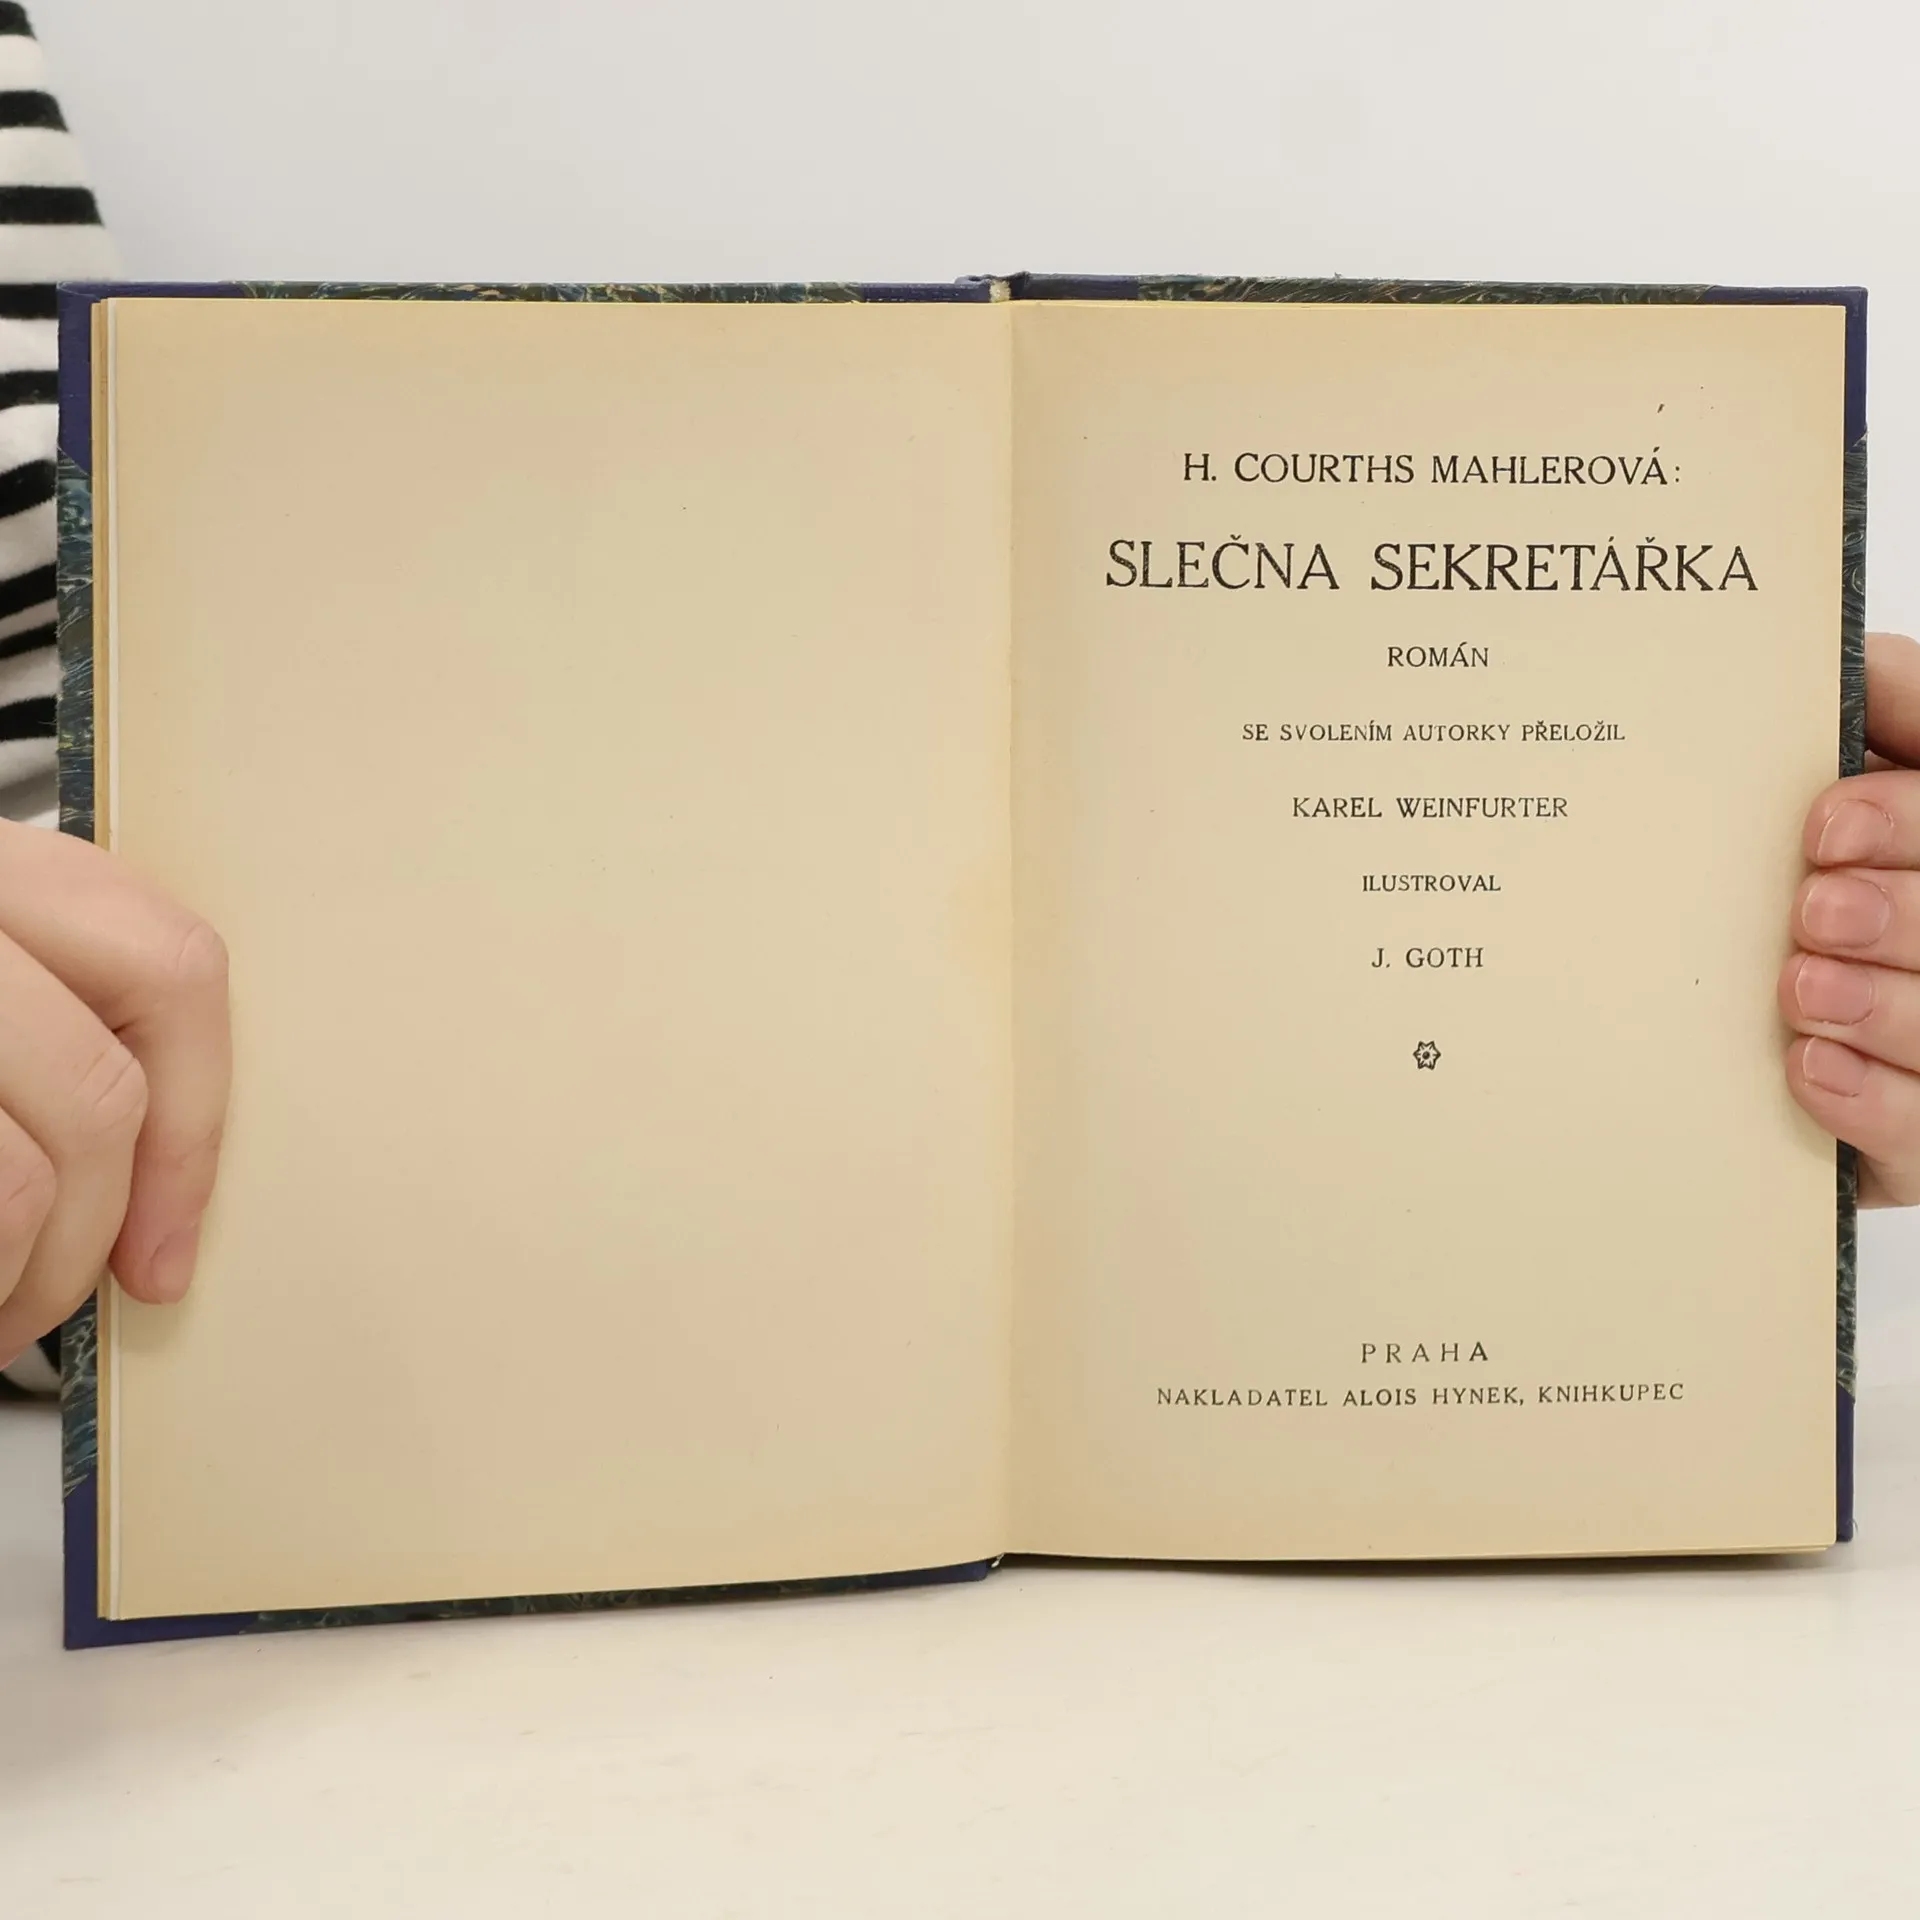 H. COURTHS MAHLEROVÁ:
SLEČNA SEKRETÁŘKA
ROMÁN
SE SVOLENÍM AUTORKY PŘELOŽIL
KAREL WEINFURTER
ILUSTROVAL
J. GOTH
PRAHA
NAKLADATEL ALOIS HYNEK, KNIHKUPEC